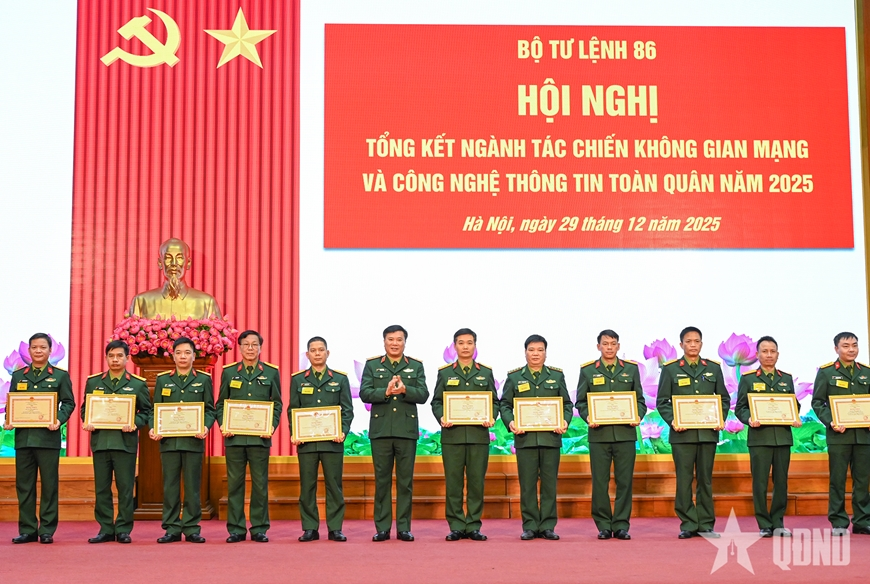 BỘ TƯ LỆNH 86
HỘI NGHỊ
TỔNG KẾT NGÀNH TÁC CHIẾN KHÔNG GIAN MẠNG
VÀ CÔNG NGHỆ THÔNG TIN TOÀN QUÂN NĂM 2025
Hà Nội, ngày 29 tháng 12 năm 2025
QĐND